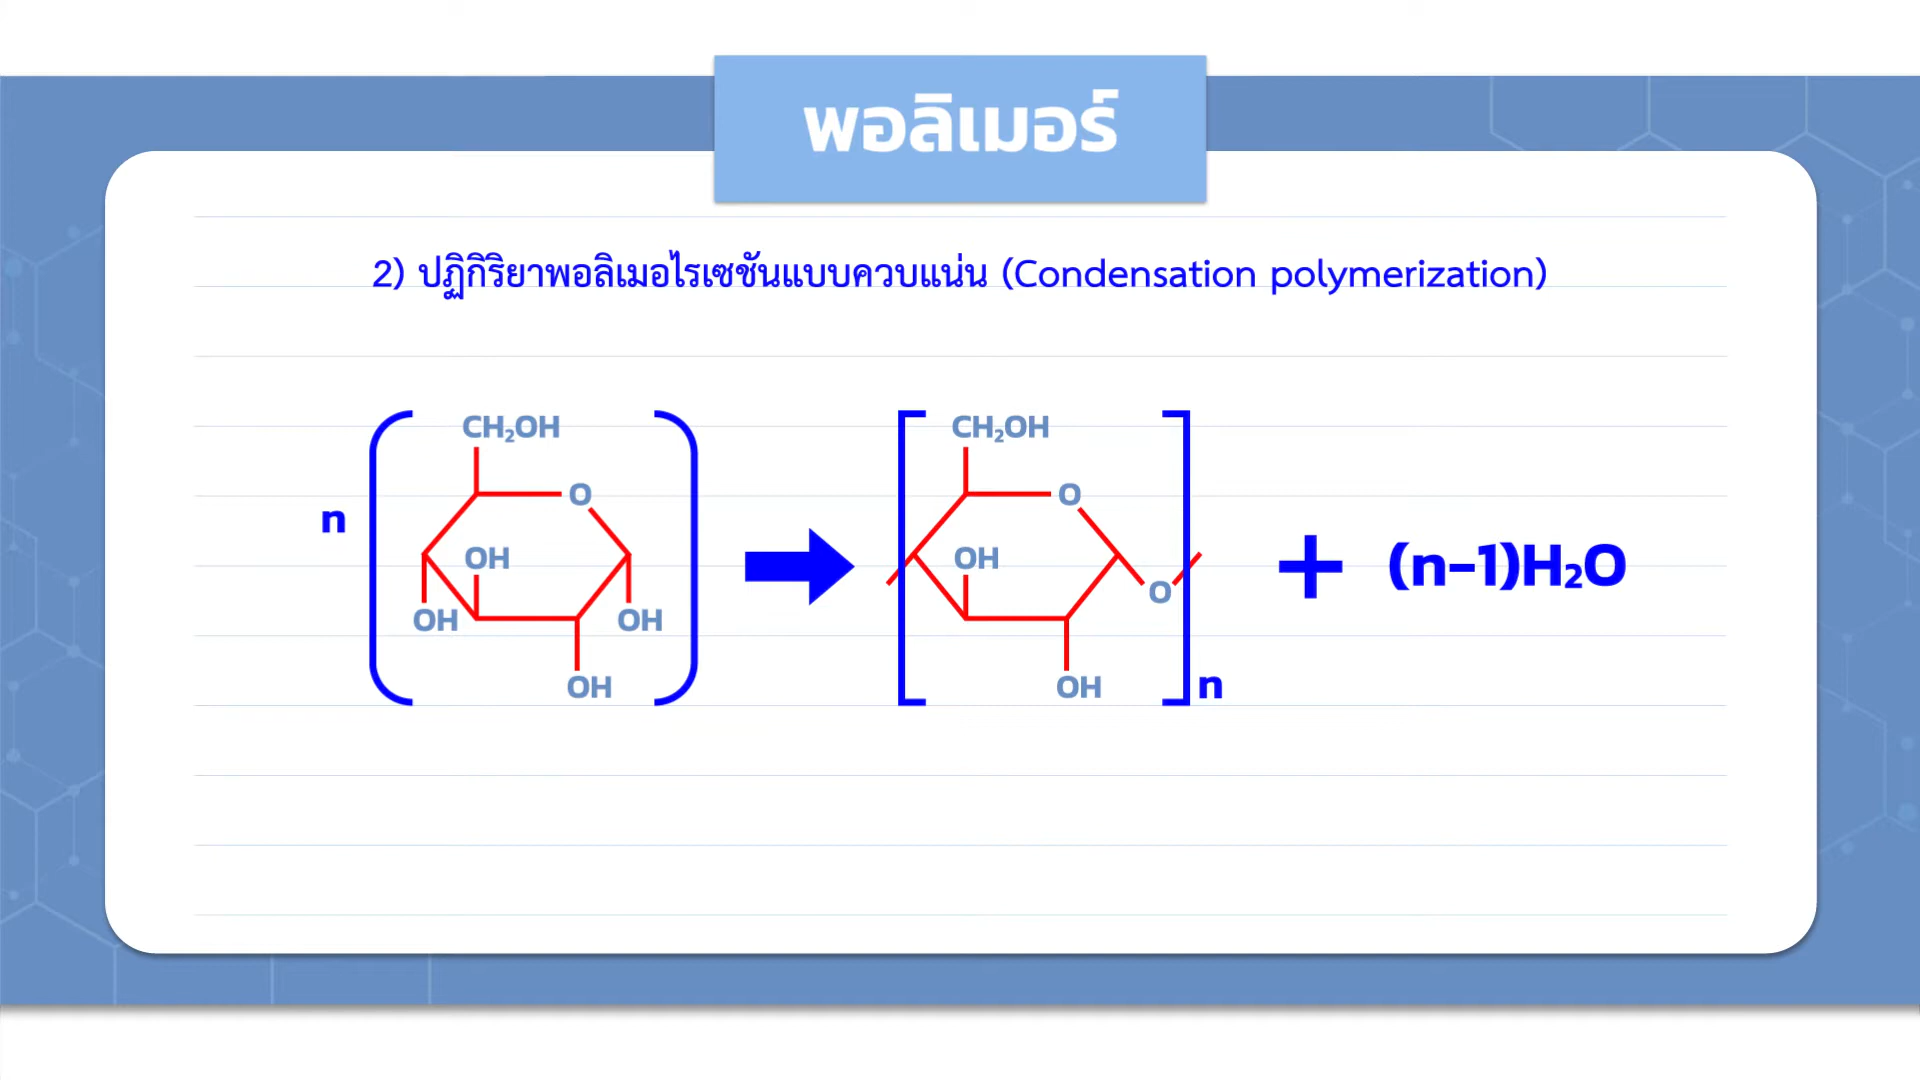 พอลิเมอร์
2) ปฏิกิริยาพอลิเมอไรเซชันแบบควบแน่น (Condensation polymerization)
CH₂OH CH₂OH
O O
n
OH OH
(n-1)H₂O
O
OH OH
OH OH
n